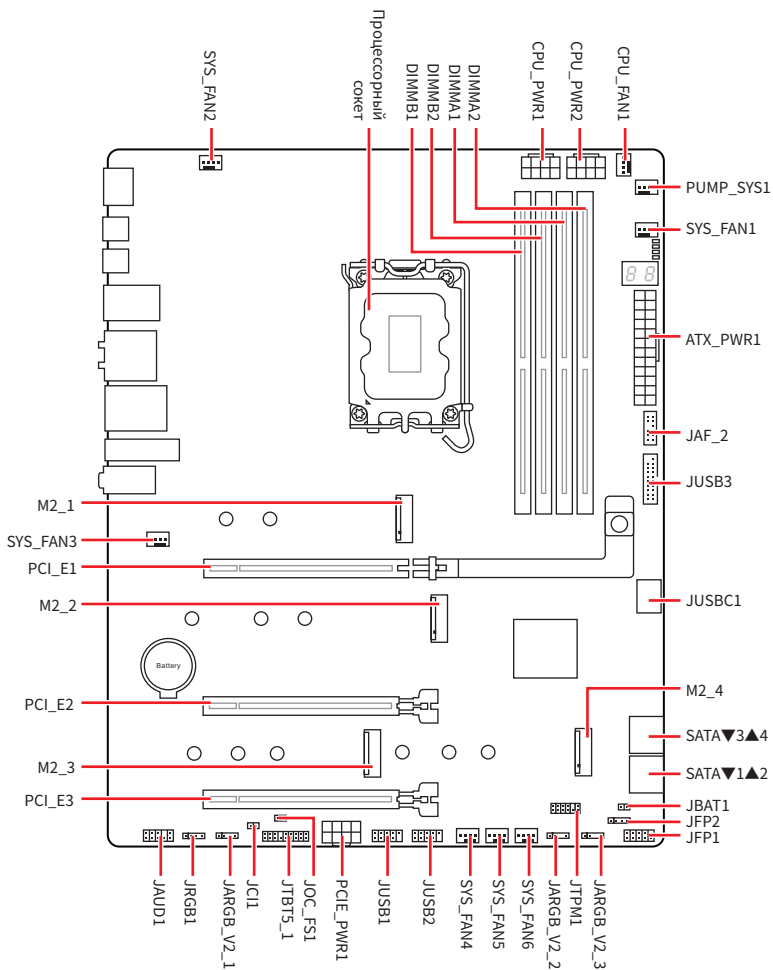 SYS_FAN2
Процессорный
сокет
DIMMB1
DIMMB2
DIMMA1
DIMMA2
CPU_PWR1
CPU_PWR2
CPU_FAN1
PUMP_SYS1
SYS_FAN1
88
ATX_PWR1
JAF_2
JUSB3
M2_1
SYS_FAN3
PCI_E1
M2_2
JUSBC1
Battery
M2_4
PCI_E2
SATA▼3▲4
M2_3
SATA▼1▲2
PCI_E3
JBAT1
JFP2
JFP1
JAUD1
JRGB1
JARGB_V2_1
JCI1
JTBT5_1
JOC_FS1
PCIE_PWR1
JUSB1
JUSB2
SYS_FAN4
SYS_FAN5
SYS_FAN6
JARGB_V2_2
JTPM1
JARGB_V2_3